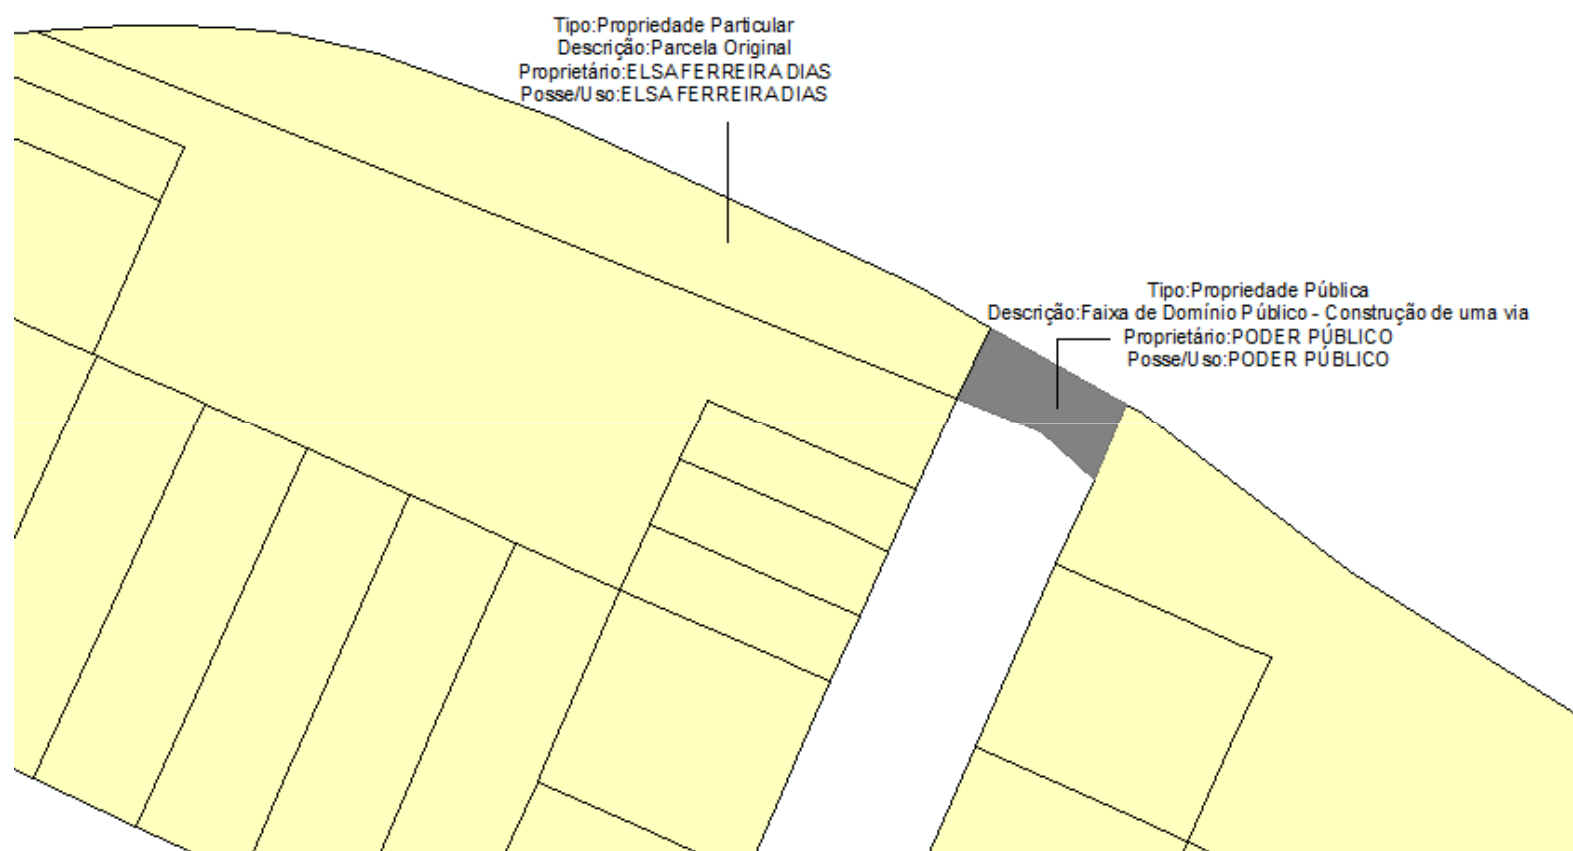 Tipo:Propriedade Particular
Descrição:Parcela Original
Proprietário:ELSA FERREIRA DIAS
Posse/Uso:ELSA FERREIRA DIAS
Tipo:Propriedade Pública
Descrição:Faixa de Domínio Público - Construção de uma via
Proprietário:PODER PÚBLICO
Posse/Uso:PODER PÚBLICO